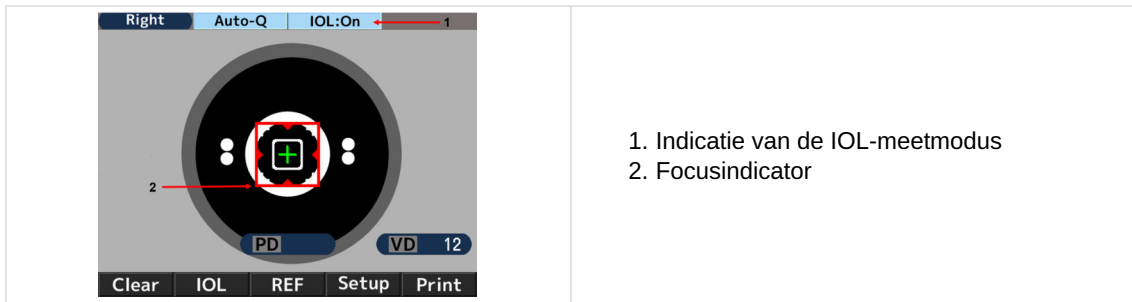 Right Auto-Q IOL:On 1
2
PD VD 12
Clear IOL REF Setup Print
1. Indicatie van de IOL-meetmodus
2. Focusindicator